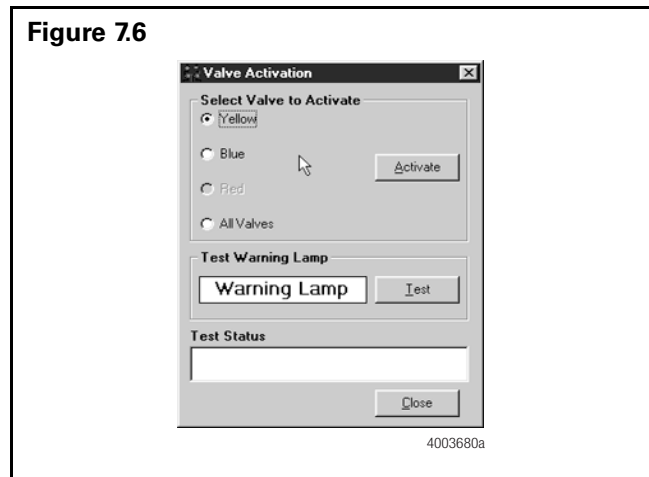 Figure 7.6
Valve Activation
Select Valve to Activate
Yellow
Blue
Activate
Red
All Valves
Test Warning Lamp
Warning Lamp
Test
Test Status
Close
4003680a